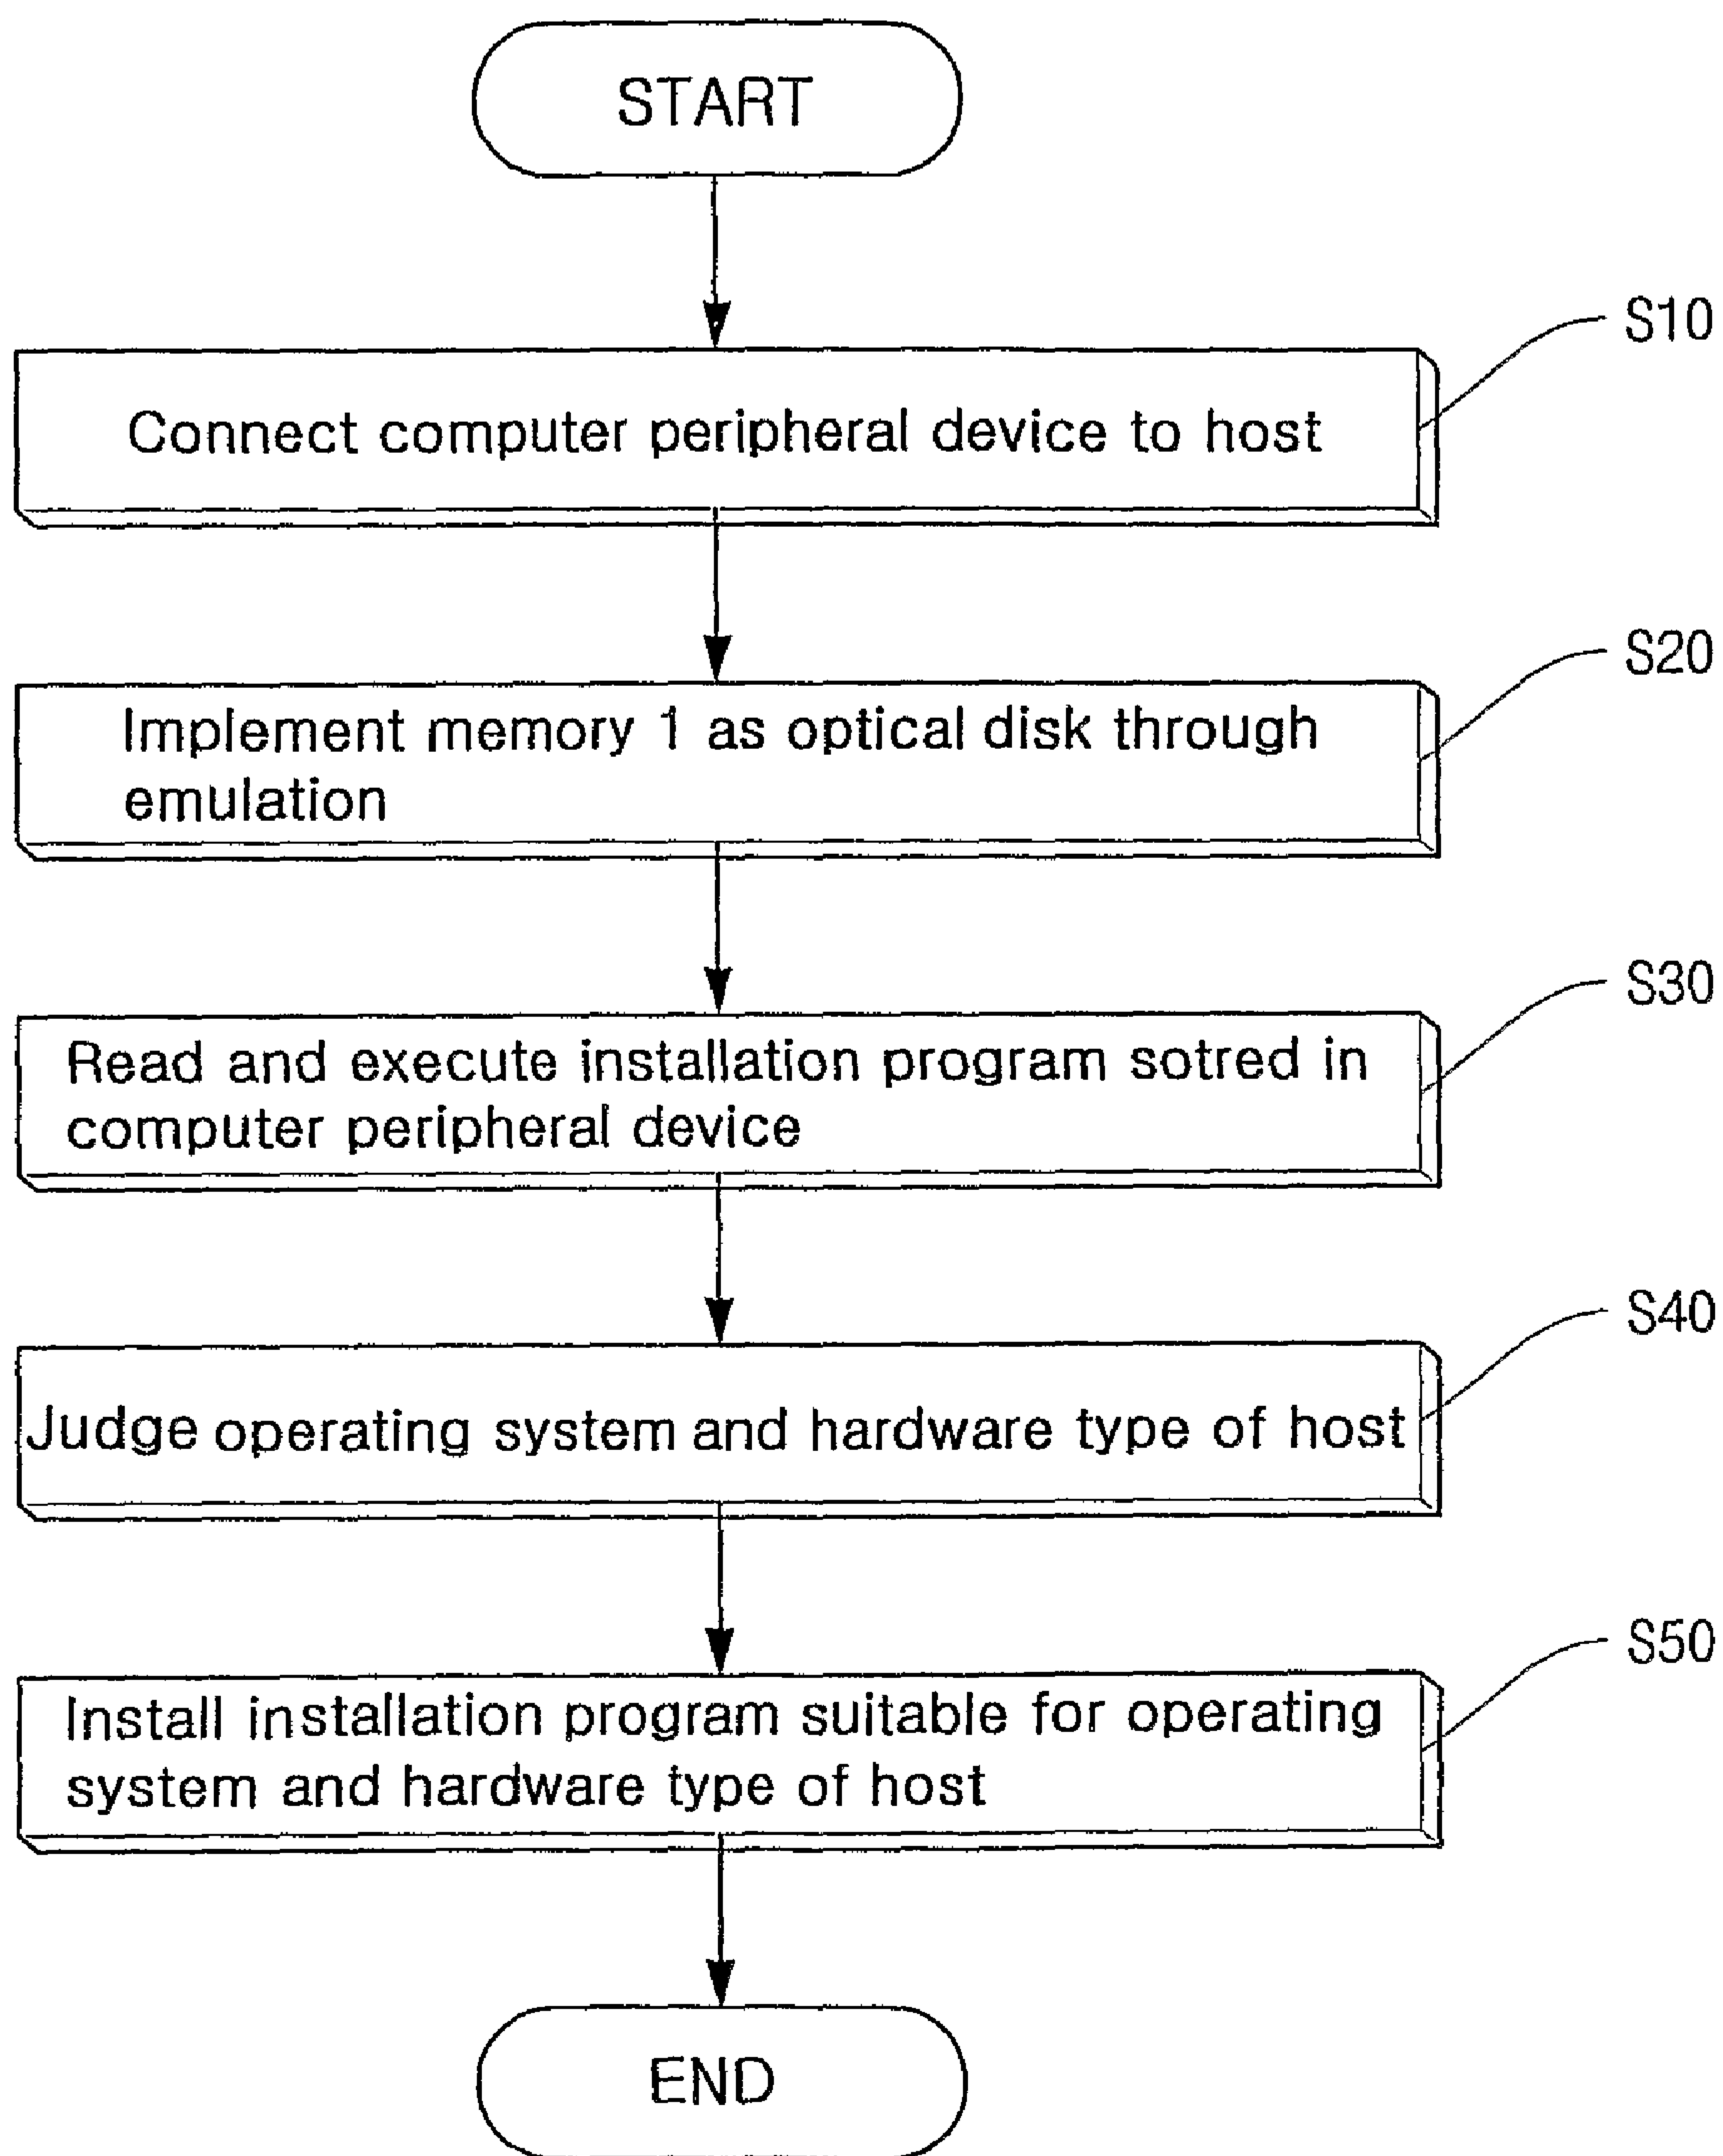 START
S10
Connect computer peripheral device to host
S20
Implement memory 1 as optical disk through
emulation
S30
Read and execute installation program sotred in
computer peripheral device
S40
Judge operating system and hardware type of host
S50
Install installation program suitable for operating
system and hardware type of host
END